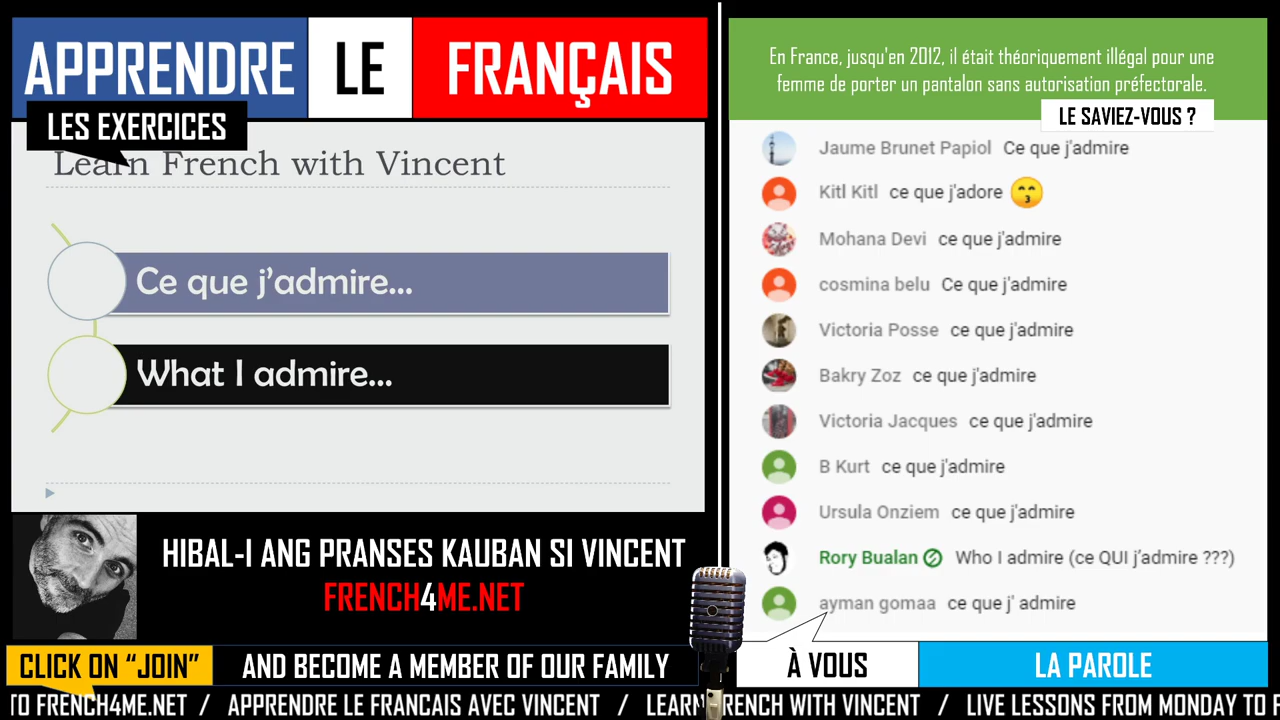 APPRENDRE LE FRANÇAIS
LES EXERCICES
Learn French with Vincent
Ce que j'admire...
What I admire...
HIBAL-I ANG PRANSES KAUBAN SI VINCENT
FRENCH4ME.NET
CLICK ON “JOIN” AND BECOME A MEMBER OF OUR FAMILY
En France, jusqu'en 2012, il était théoriquement illégal pour une
femme de porter un pantalon sans autorisation préfectorale.
LE SAVIEZ-VOUS ?
Jaume Brunet Papiol Ce que j'admire
Kitl Kitl ce que j'adore 😙
Mohana Devi ce que j'admire
cosmina belu Ce que j'admire
Victoria Posse ce que j'admire
Bakry Zoz ce que j'admire
Victoria Jacques ce que j'admire
B Kurt ce que j'admire
Ursula Onziem ce que j'admire
Rory Bualan Who I admire (ce QUI j'admire ???)
ayman gomaa ce que j' admire
À VOUS LA PAROLE
TO FRENCH4ME.NET / APPRENDRE LE FRANCAIS AVEC VINCENT / LEARN FRENCH WITH VINCENT / LIVE LESSONS FROM MONDAY TO